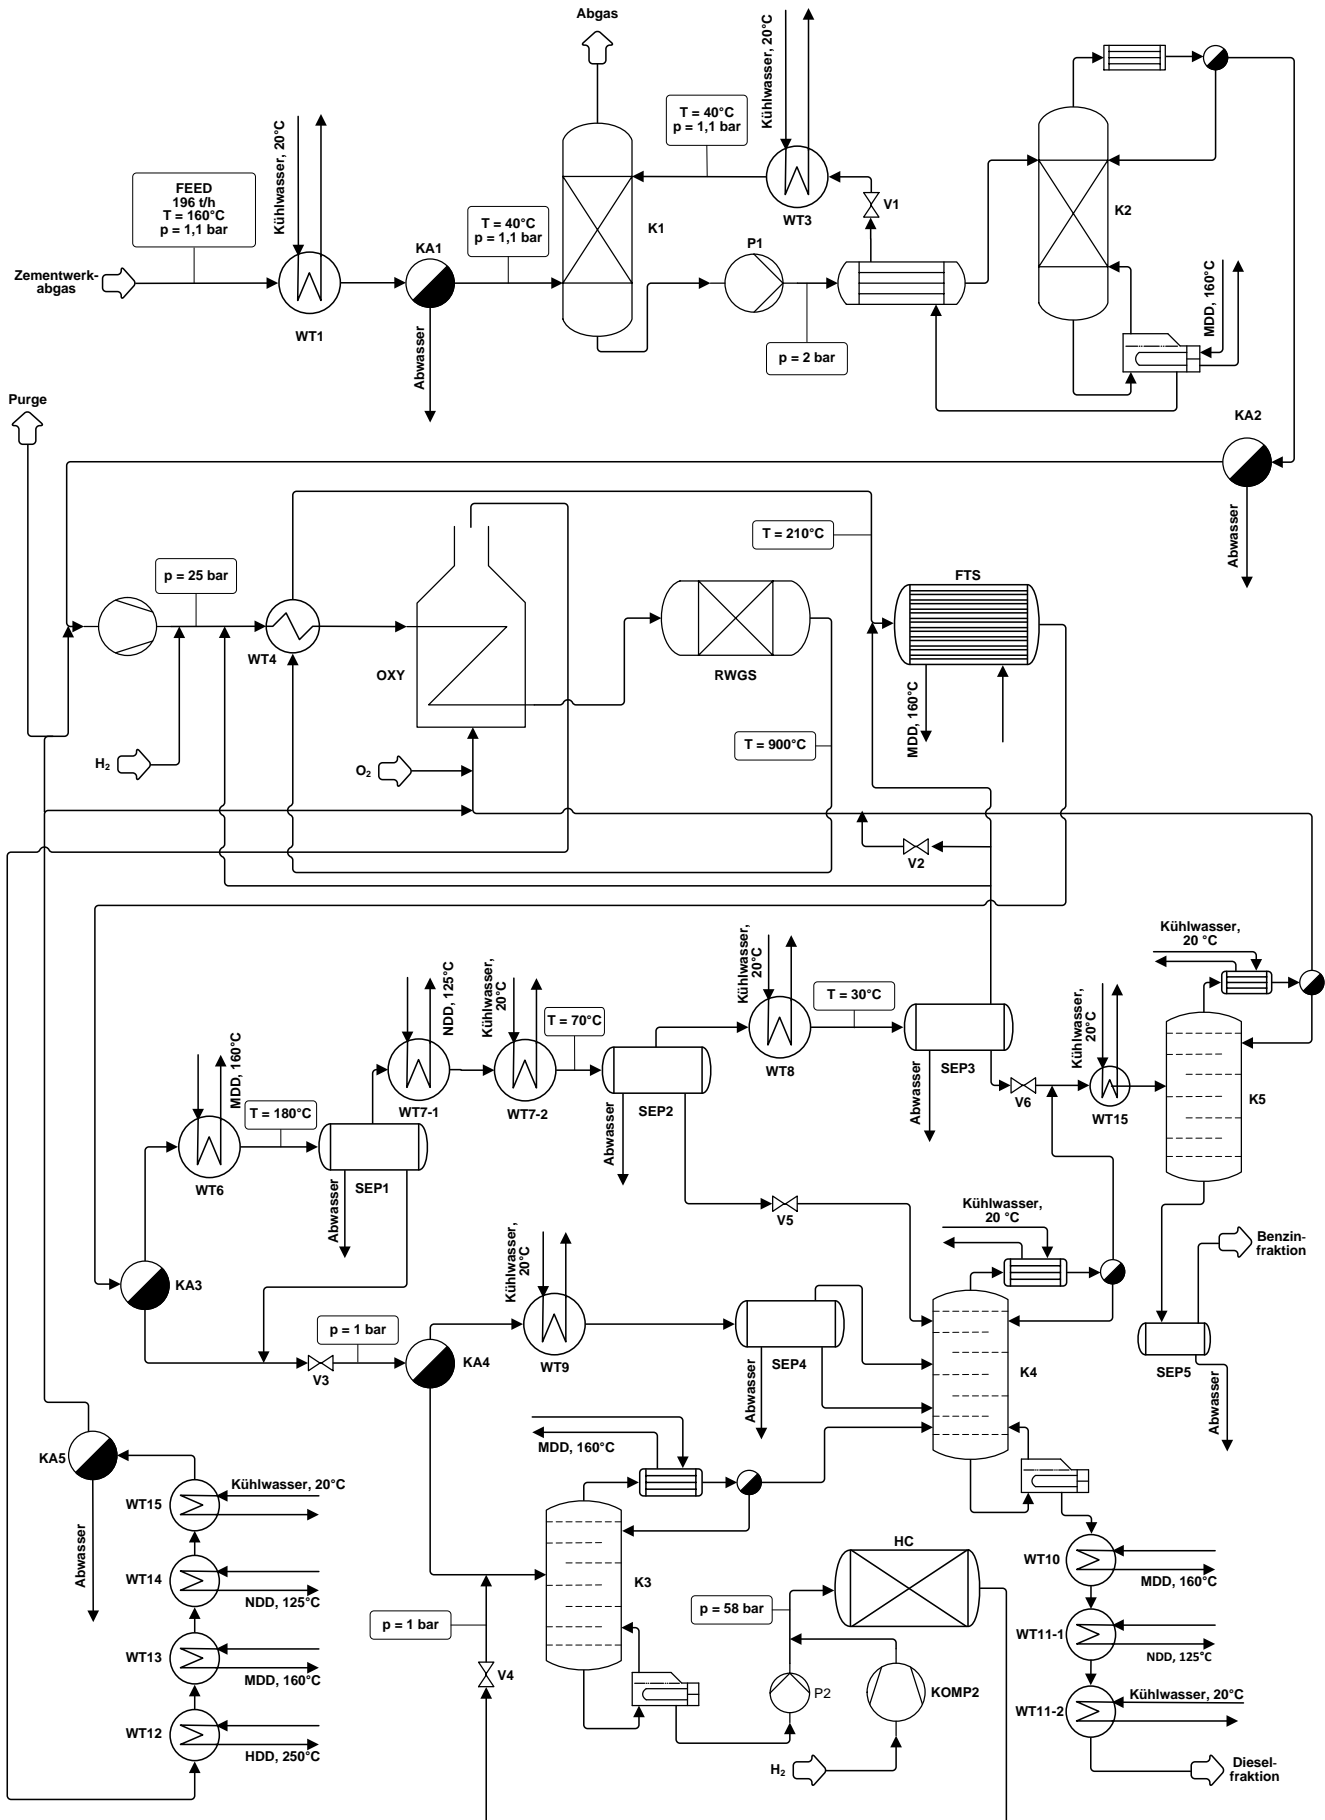 Abgas
Kühlwasser, 20°C
T = 40°C
p = 1,1 bar
Kühlwasser, 20°C
FEED
196 t/h
T = 160°C
p = 1,1 bar
WT3
V1
K2
K1
T = 40°C
p = 1,1 bar
KA1
P1
Zementwerk-
abgas
WT1
MDD, 160°C
p = 2 bar
Abwasser
Purge
KA2
Abwasser
T = 210°C
p = 25 bar
FTS
WT4
OXY
RWGS
MDD, 160°C
T = 900°C
H₂
O₂
V2
Kühlwasser,
20 °C
Kühlwasser,
20°C
NDD, 125°C
Kühlwasser,
20°C
T = 30°C
T = 70°C
Kühlwasser,
20°C
MDD, 160°C
WT8
SEP3
WT7-1
WT7-2
SEP2
V6
WT15
K5
T = 180°C
Abwasser
Abwasser
WT6
SEP1
Abwasser
V5
Kühlwasser,
20 °C
Kühlwasser,
20°C
Benzin-
fraktion
KA3
p = 1 bar
V3
KA4
WT9
SEP4
K4
SEP5
Abwasser
Abwasser
MDD, 160°C
KA5
Kühlwasser, 20°C
WT15
Abwasser
WT14
NDD, 125°C
WT13
MDD, 160°C
WT12
HDD, 250°C
K3
p = 1 bar
V4
HC
p = 58 bar
P2
KOMP2
H₂
WT10
MDD, 160°C
WT11-1
NDD, 125°C
WT11-2
Kühlwasser, 20°C
Diesel-
fraktion